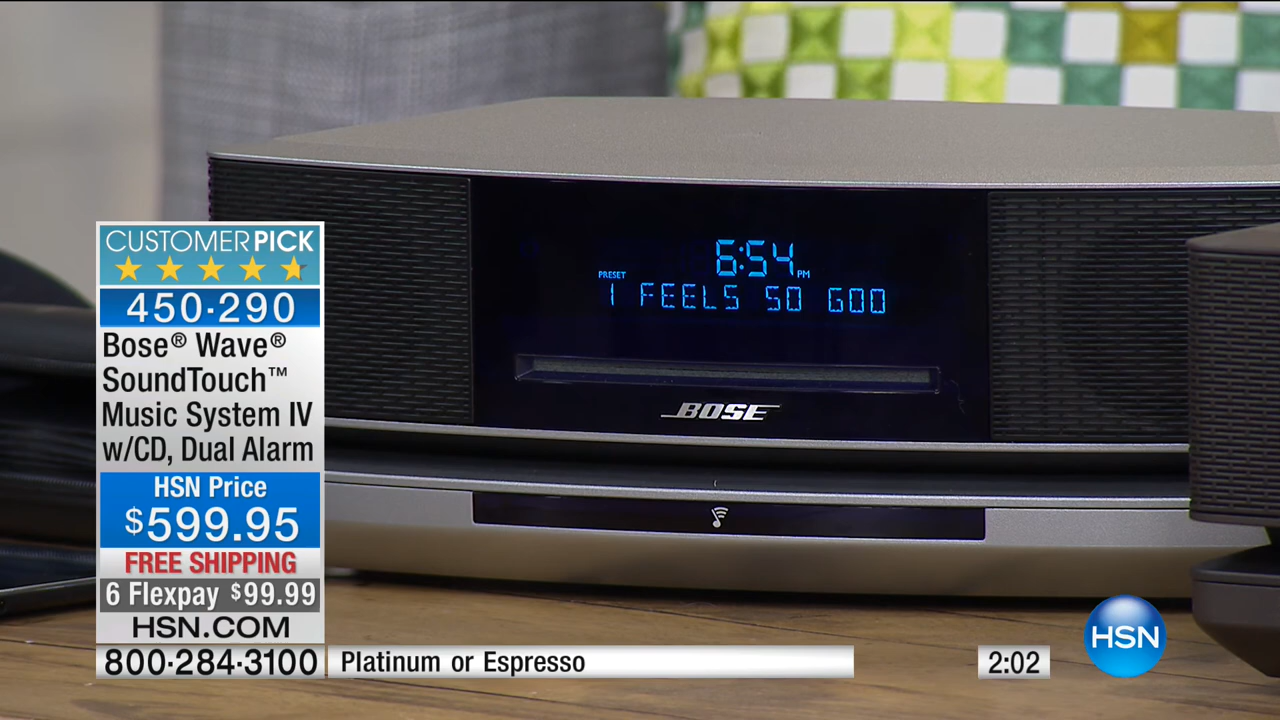 CUSTOMERPICK
450-290
Bose® Wave®
SoundTouch™
Music System IV
w/CD, Dual Alarm
HSN Price
$599.95
FREE SHIPPING
6 Flexpay $99.99
HSN.COM
800-284-3100
Platinum or Espresso
2:02
HSN
6:54 PM
PRESET
1 FEELS SO GOO
BOSE